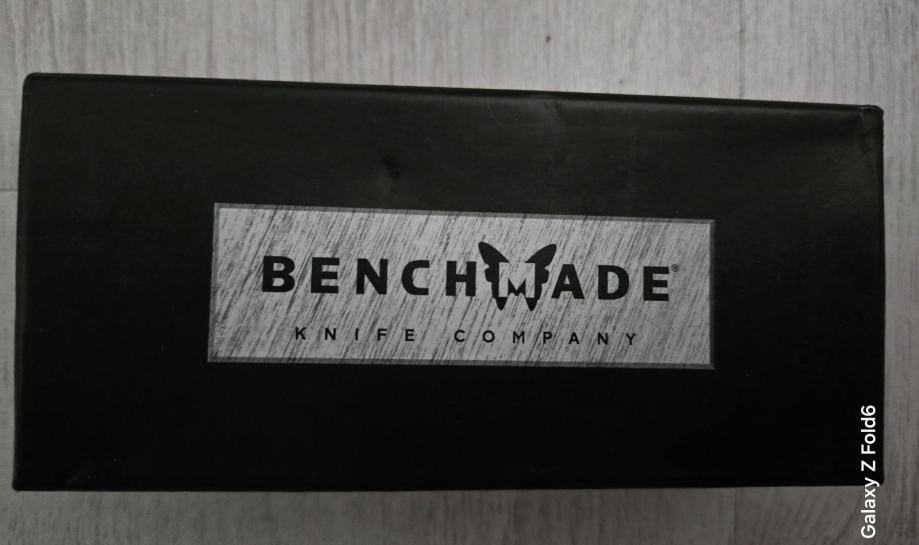 BENCHMADE®
KNIFE COMPANY
Galaxy Z Fold6